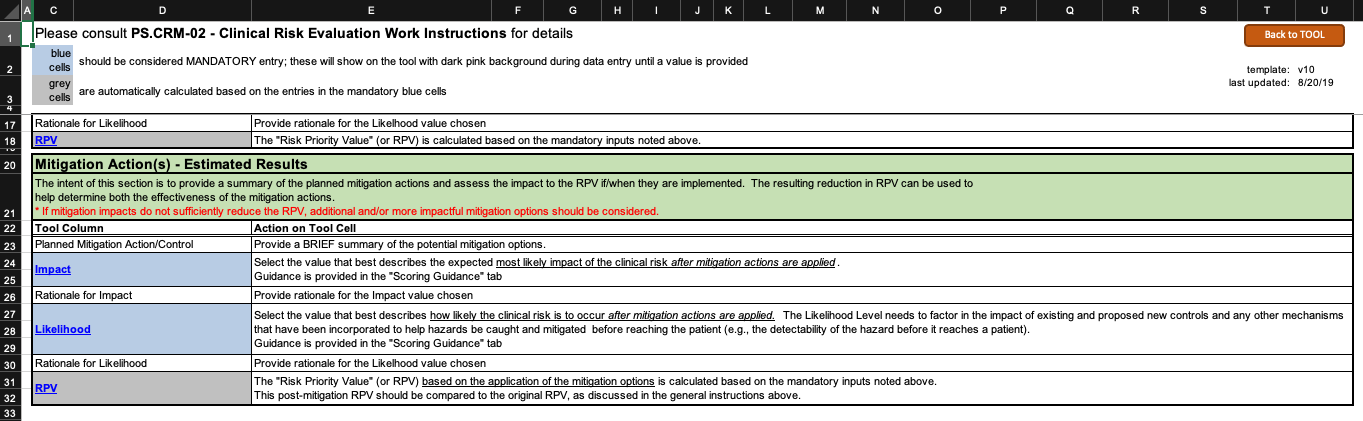 A C D E F G H I J K L M N O P Q R S T U
1 Please consult PS.CRM-02 - Clinical Risk Evaluation Work Instructions for details
Back to TOOL
blue
2 cells should be considered MANDATORY entry; these will show on the tool with dark pink background during data entry until a value is provided
template: v10
last updated: 8/20/19
grey
3 cells are automatically calculated based on the entries in the mandatory blue cells
4
17 Rationale for Likelihood Provide rationale for the Likelhood value chosen
18 RPV The "Risk Priority Value" (or RPV) is calculated based on the mandatory inputs noted above.
20 Mitigation Action(s) - Estimated Results
The intent of this section is to provide a summary of the planned mitigation actions and assess the impact to the RPV if/when they are implemented. The resulting reduction in RPV can be used to
help determine both the effectiveness of the mitigation actions.
21 * If mitigation impacts do not sufficiently reduce the RPV, additional and/or more impactful mitigation options should be considered.
22 Tool Column Action on Tool Cell
23 Planned Mitigation Action/Control Provide a BRIEF summary of the potential mitigation options.
24 Impact Select the value that best describes the expected most likely impact of the clinical risk after mitigation actions are applied.
25 Guidance is provided in the "Scoring Guidance" tab
26 Rationale for Impact Provide rationale for the Impact value chosen
27 Select the value that best describes how likely the clinical risk is to occur after mitigation actions are applied. The Likelihood Level needs to factor in the impact of existing and proposed new controls and any other mechanisms
28 Likelihood that have been incorporated to help hazards be caught and mitigated before reaching the patient (e.g., the detectability of the hazard before it reaches a patient).
29 Guidance is provided in the "Scoring Guidance" tab
30 Rationale for Likelihood Provide rationale for the Likelhood value chosen
31 RPV The "Risk Priority Value" (or RPV) based on the application of the mitigation options is calculated based on the mandatory inputs noted above.
32 This post-mitigation RPV should be compared to the original RPV, as discussed in the general instructions above.
33